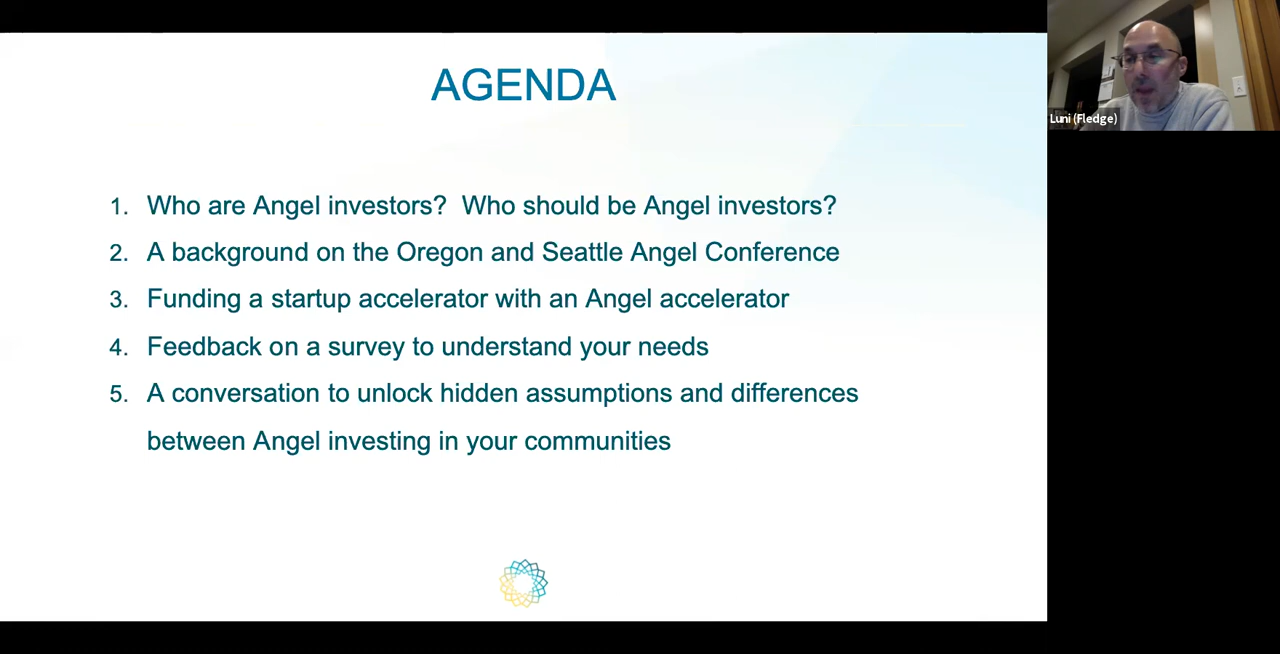 AGENDA
Luni (Fledge)
1. Who are Angel investors?  Who should be Angel investors?
2. A background on the Oregon and Seattle Angel Conference
3. Funding a startup accelerator with an Angel accelerator
4. Feedback on a survey to understand your needs
5. A conversation to unlock hidden assumptions and differences
between Angel investing in your communities